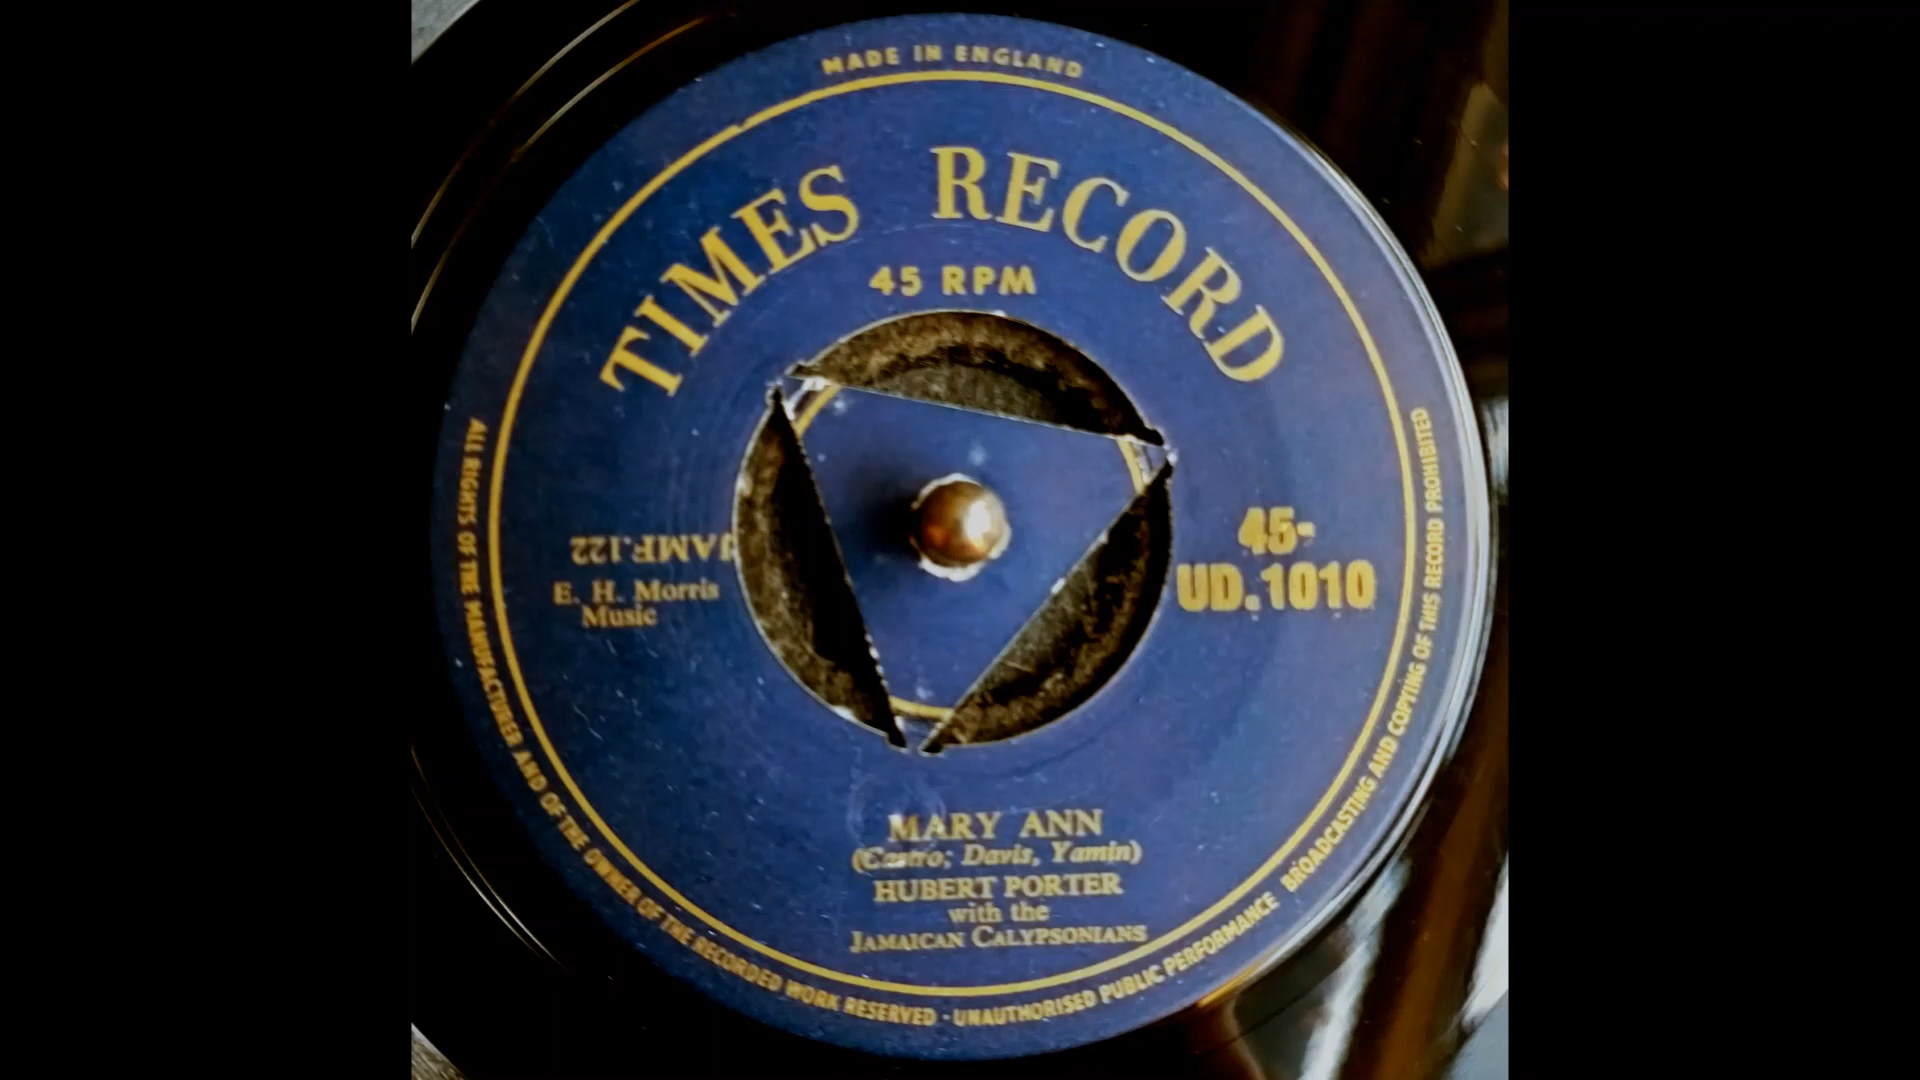 MADE IN ENGLAND
TIMES RECORD
45 RPM
JAMF.122
E. H. Morris
Music
45-
UD.1010
MARY ANN
(Castro; Davis, Yamin)
HUBERT PORTER
with the
JAMAICAN CALYPSONIANS
ALL RIGHTS OF THE MANUFACTURER AND OF THE OWNER OF THE RECORDED WORK RESERVED · UNAUTHORISED PUBLIC PERFORMANCE BROADCASTING AND COPYING OF THIS RECORD PROHIBITED